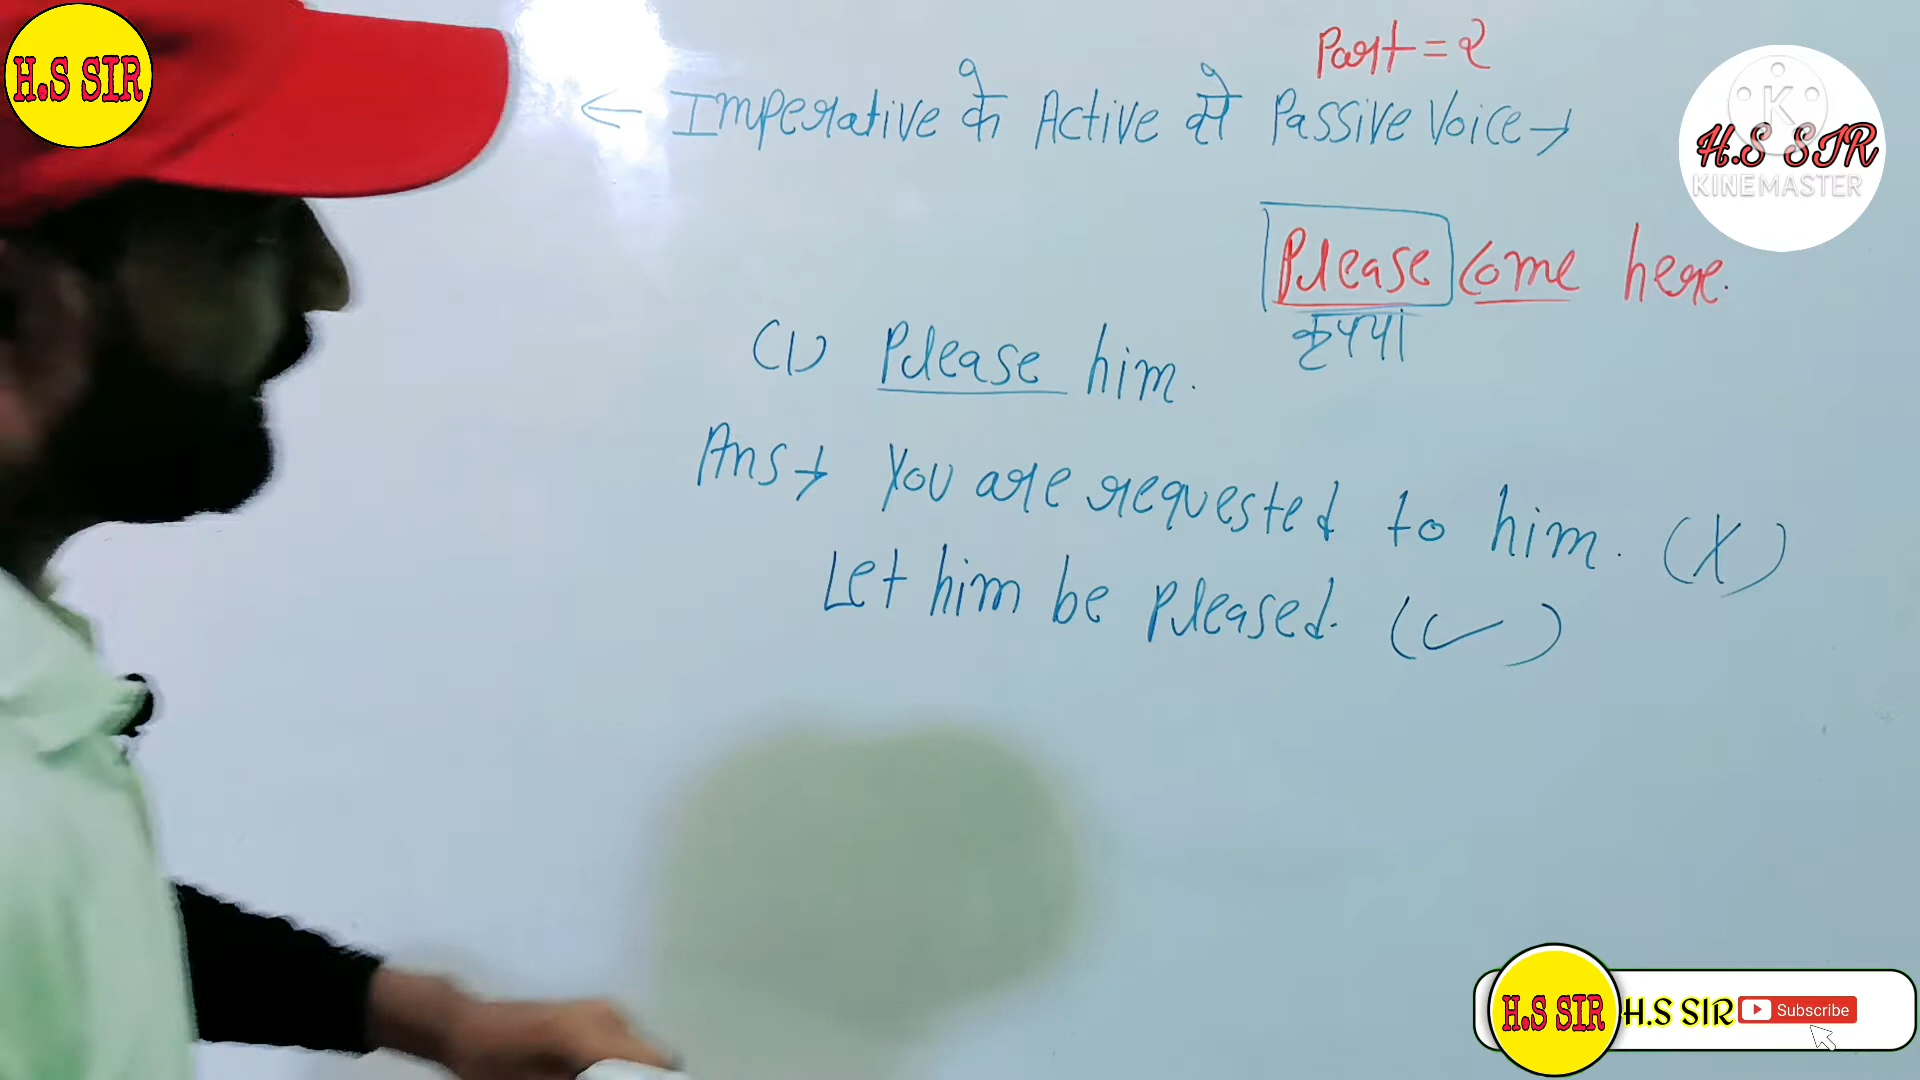 H.S SIR
Part = २
← Imperative के Active से Passive Voice →
H.S SIR
KINEMASTER
Please come here.
कृपया
(1) Please him.
Ans → You are requested to him. (X)
Let him be pleased. (✓)
H.S SIR H.S SIR Subscribe